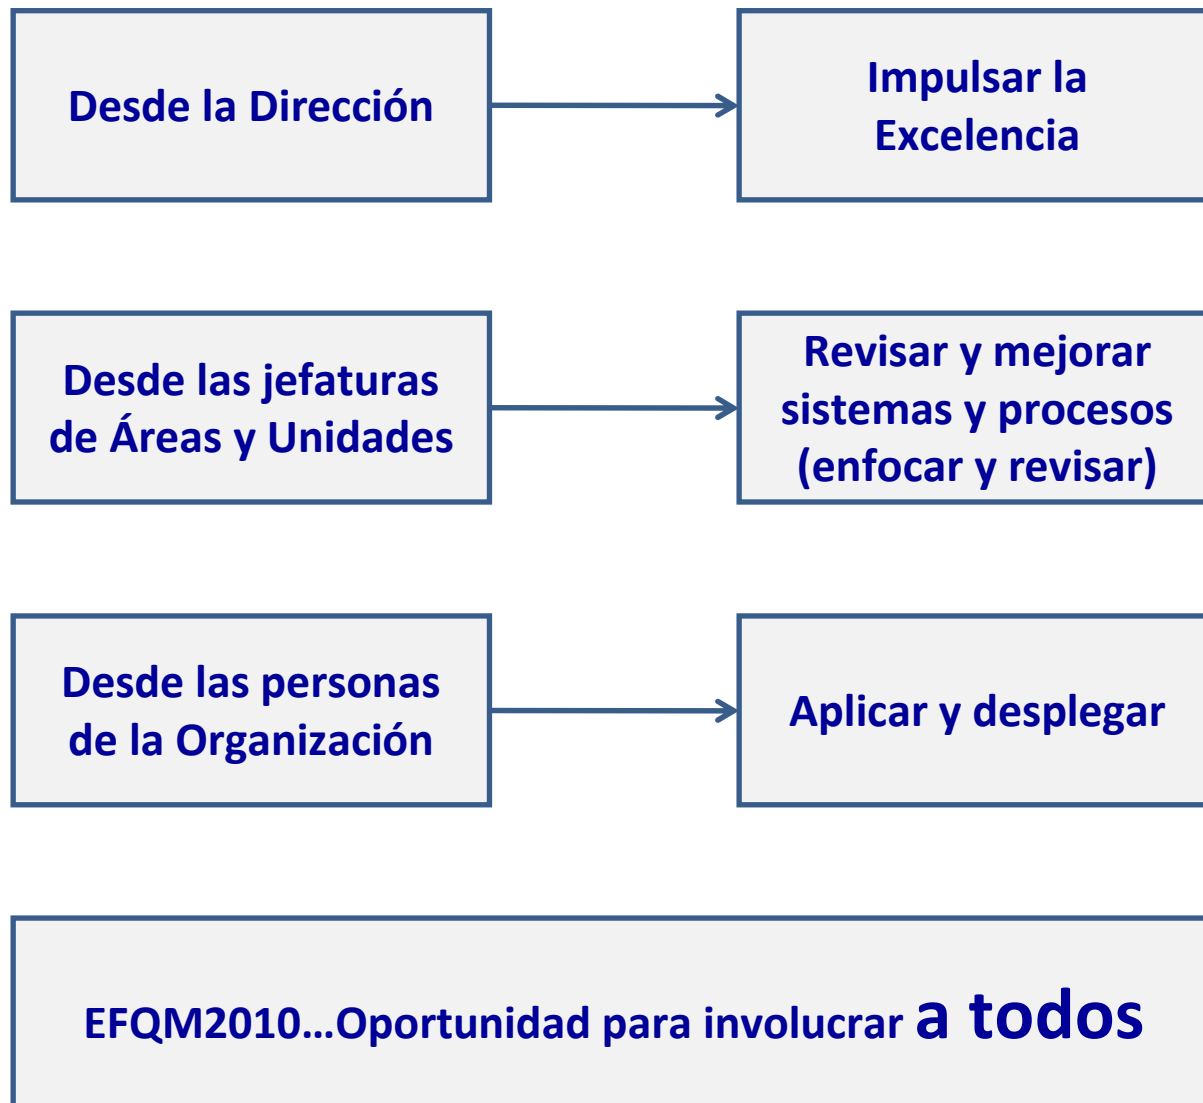 Desde la Dirección
Impulsar la
Excelencia
Desde las jefaturas
de Áreas y Unidades
Revisar y mejorar
sistemas y procesos
(enfocar y revisar)
Desde las personas
de la Organización
Aplicar y desplegar
EFQM2010...Oportunidad para involucrar a todos